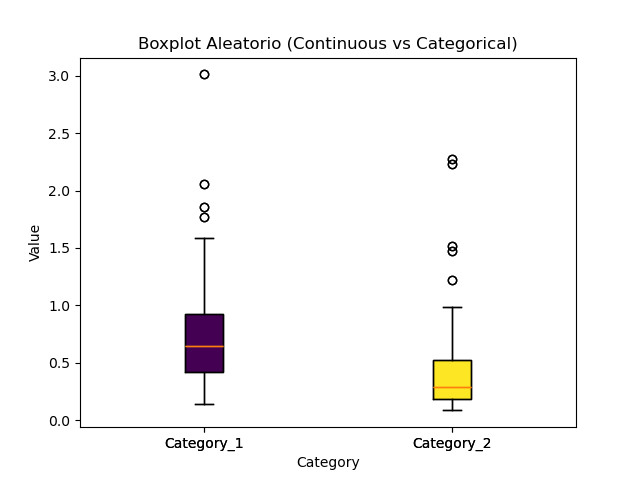 Boxplot Aleatorio (Continuous vs Categorical)
3.0
2.5
2.0
1.5
1.0
0.5
0.0
Value
Category_1
Category_2
Category